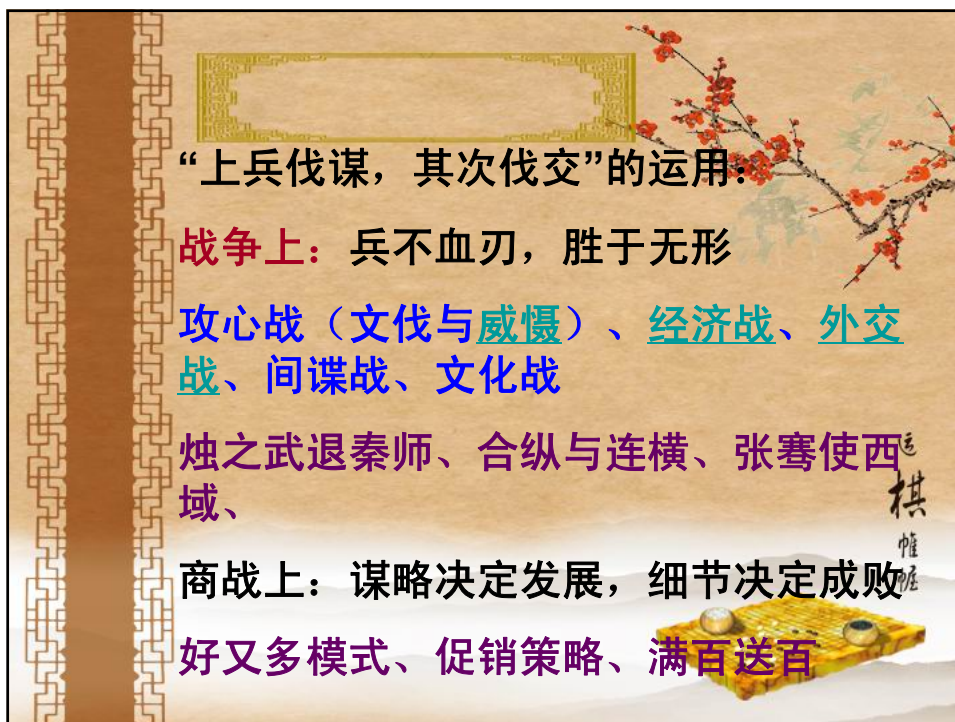 “上兵伐谋，其次伐交”的运用：
战争上：兵不血刃，胜于无形
攻心战（文伐与威慑）、经济战、外交
战、间谍战、文化战
烛之武退秦师、合纵与连横、张骞使西
域、
商战上：谋略决定发展，细节决定成败
好又多模式、促销策略、满百送百
运
棋
帷
幄